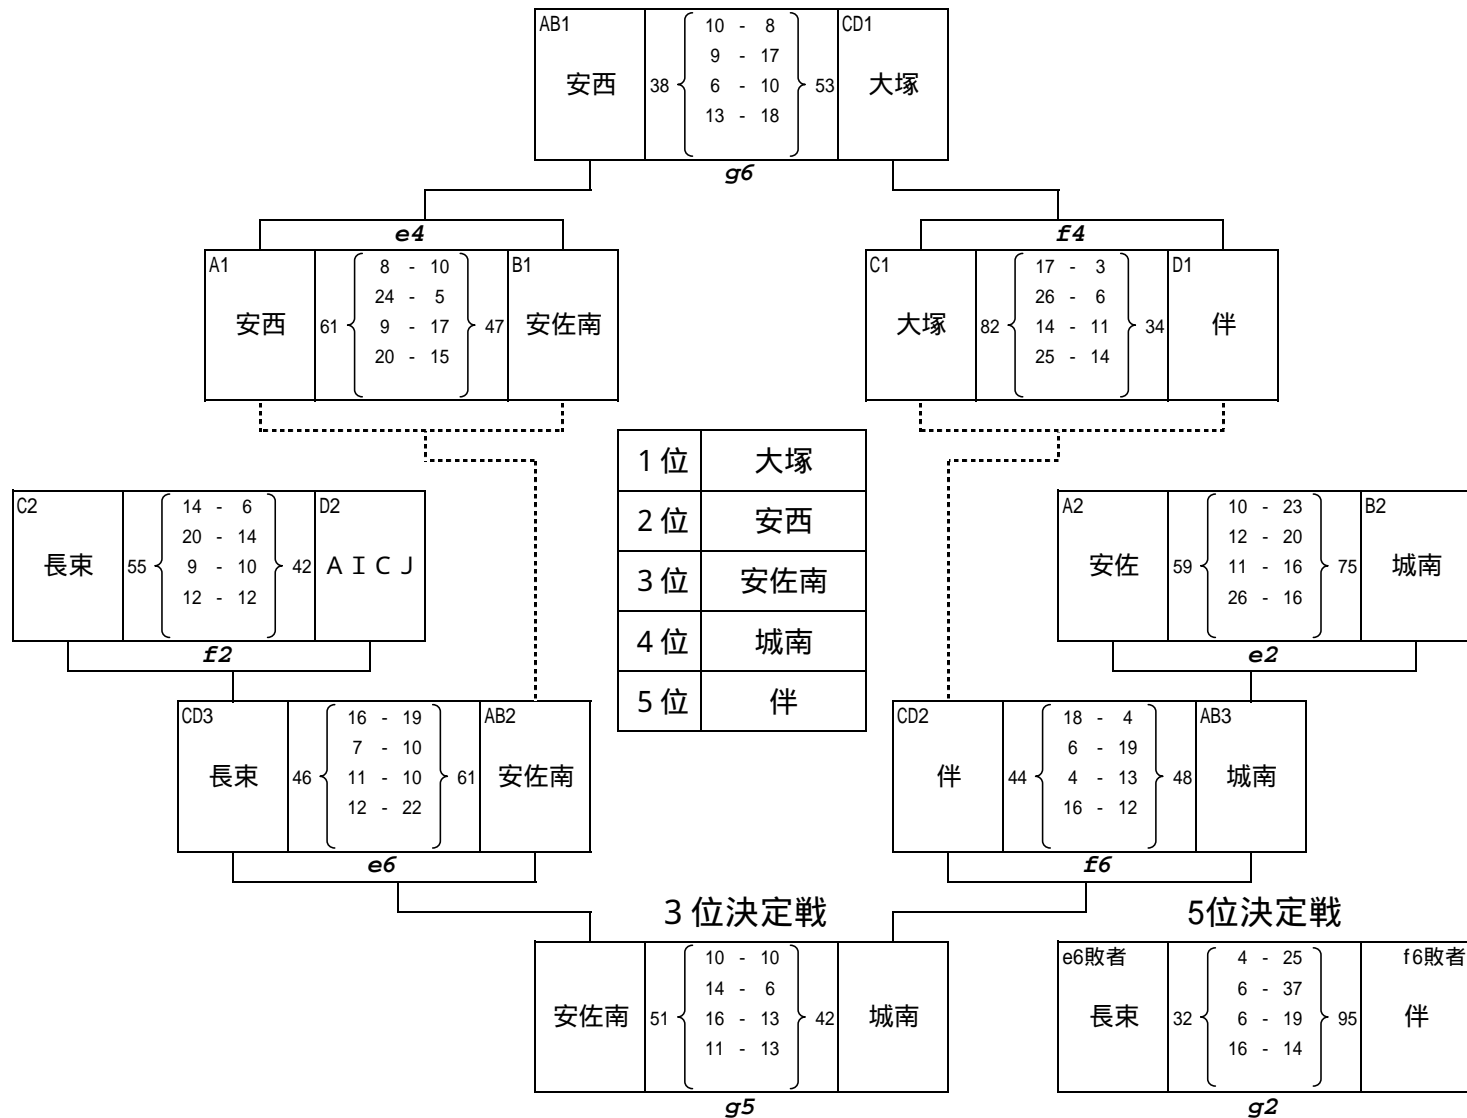 AB1 CD1
安西 38 53 大塚
10 - 8
9 - 17
6 - 10
13 - 18
g6
e4
A1 B1
安西 61 47 安佐南
8 - 10
24 - 5
9 - 17
20 - 15
f4
C1 D1
大塚 82 34 伴
17 - 3
26 - 6
14 - 11
25 - 14
1位 大塚
2位 安西
3位 安佐南
4位 城南
5位 伴
C2 D2
長束 55 42 ＡＩＣＪ
14 - 6
20 - 14
9 - 10
12 - 12
f2
A2 B2
安佐 59 75 城南
10 - 23
12 - 20
11 - 16
26 - 16
e2
CD3 AB2
長束 46 61 安佐南
16 - 19
7 - 10
11 - 10
12 - 22
e6
CD2 AB3
伴 44 48 城南
18 - 4
6 - 19
4 - 13
16 - 12
f6
3位決定戦
安佐南 51 42 城南
10 - 10
14 - 6
16 - 13
11 - 13
g5
5位決定戦
e6敗者 f6敗者
長束 32 95 伴
4 - 25
6 - 37
6 - 19
16 - 14
g2